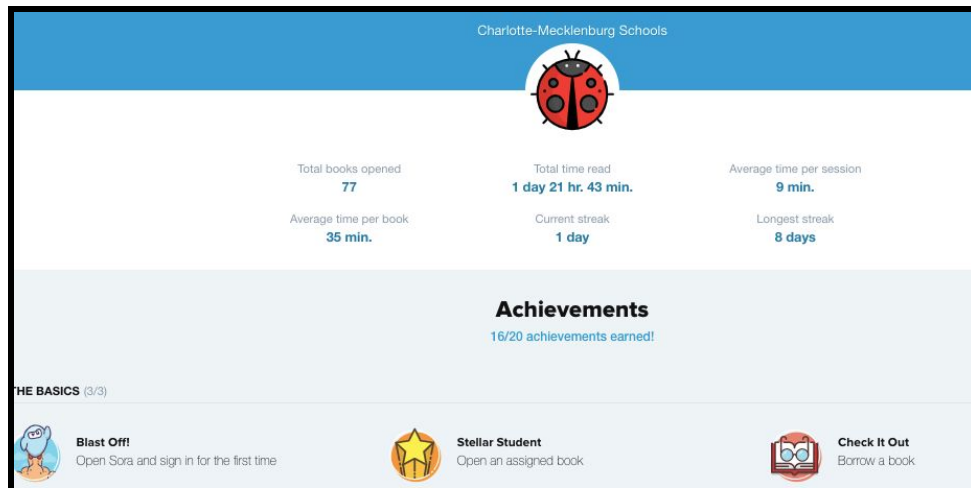 Charlotte-Mecklenburg Schools
Total books opened
77
Total time read
1 day 21 hr. 43 min.
Average time per session
9 min.
Average time per book
35 min.
Current streak
1 day
Longest streak
8 days
Achievements
16/20 achievements earned!
THE BASICS (3/3)
Blast Off!
Open Sora and sign in for the first time
Stellar Student
Open an assigned book
Check It Out
Borrow a book